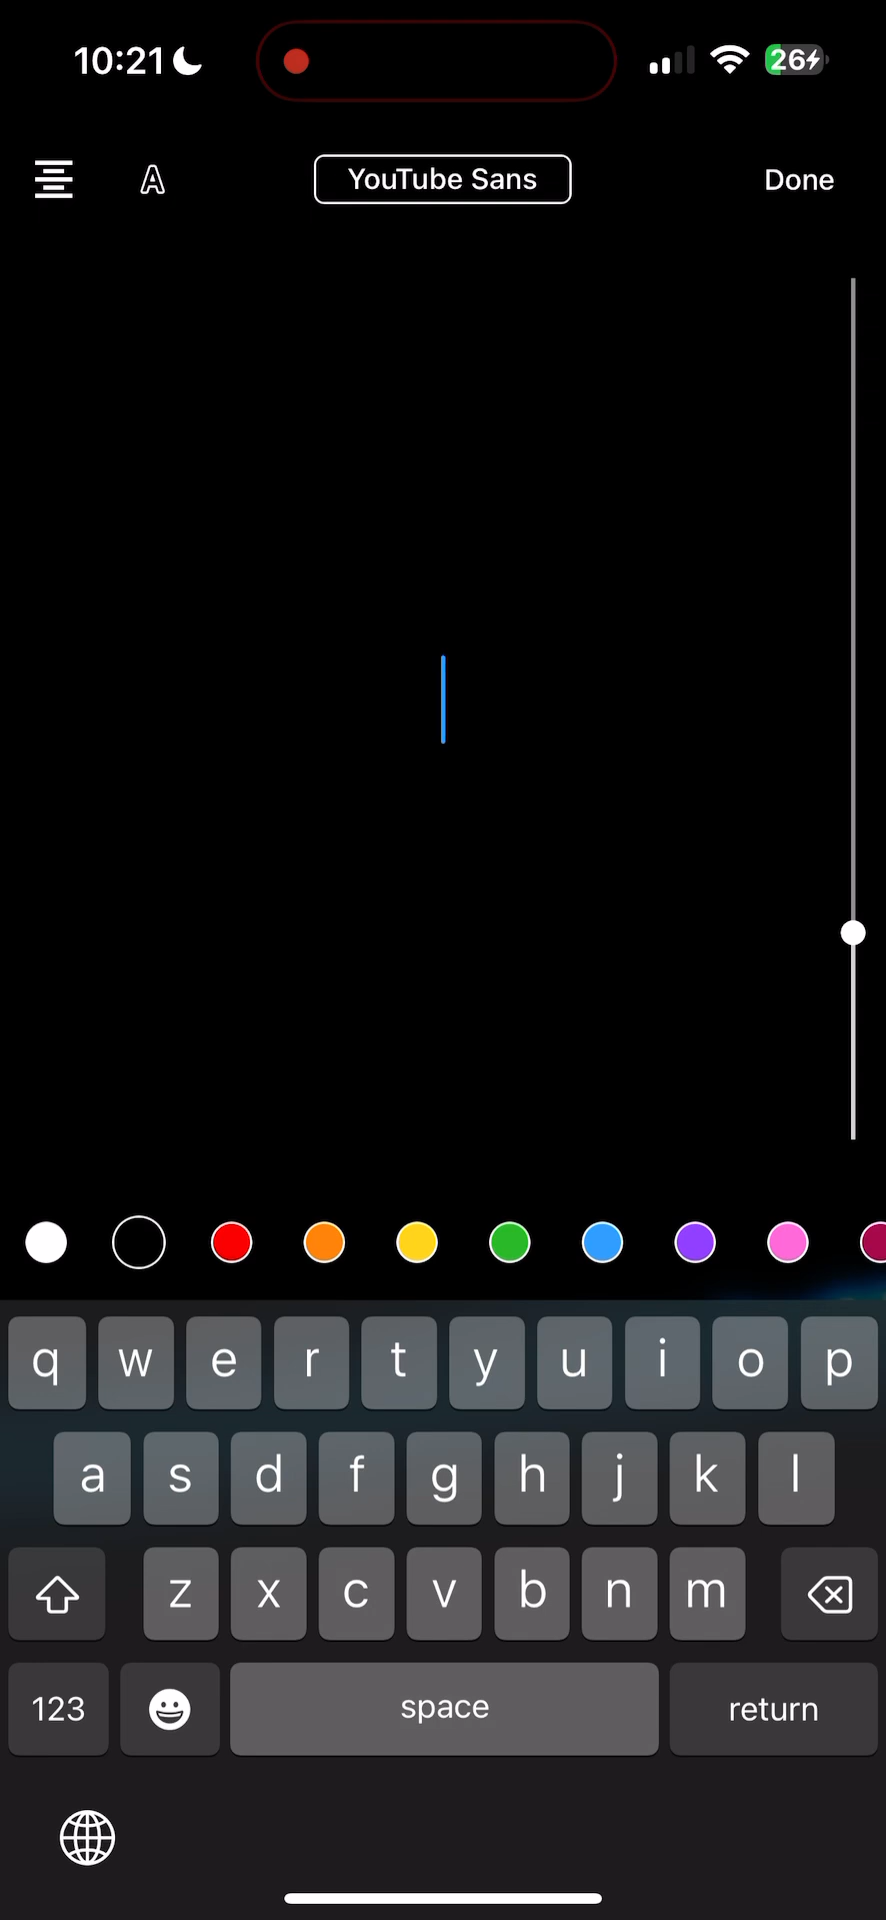 10:21
26
A
YouTube Sans
Done
q w e r t y u i o p
a s d f g h j k l
z x c v b n m
123
space
return